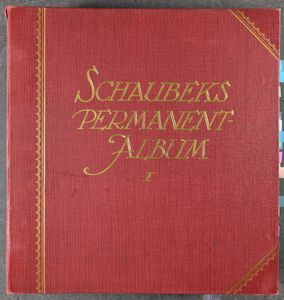 SCHAUBEKS
PERMANENT-
ALBUM
I